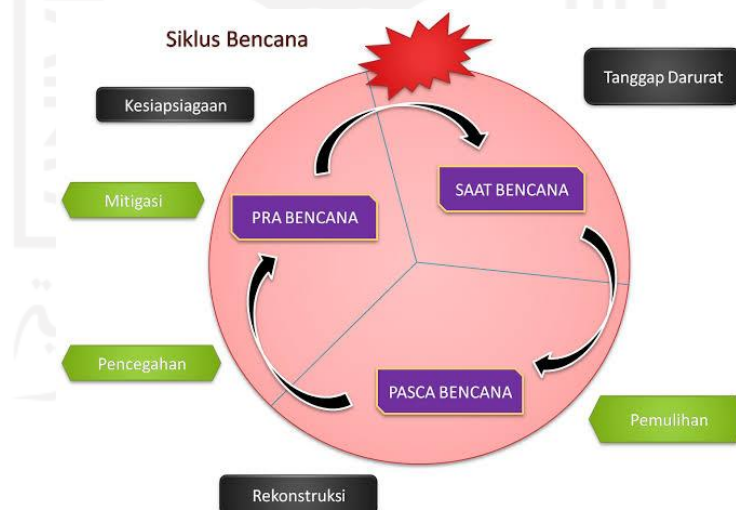 Siklus Bencana
Tanggap Darurat
Kesiapsiagaan
SAAT BENCANA
Mitigasi
PRA BENCANA
Pencegahan
PASCA BENCANA
Pemulihan
Rekonstruksi